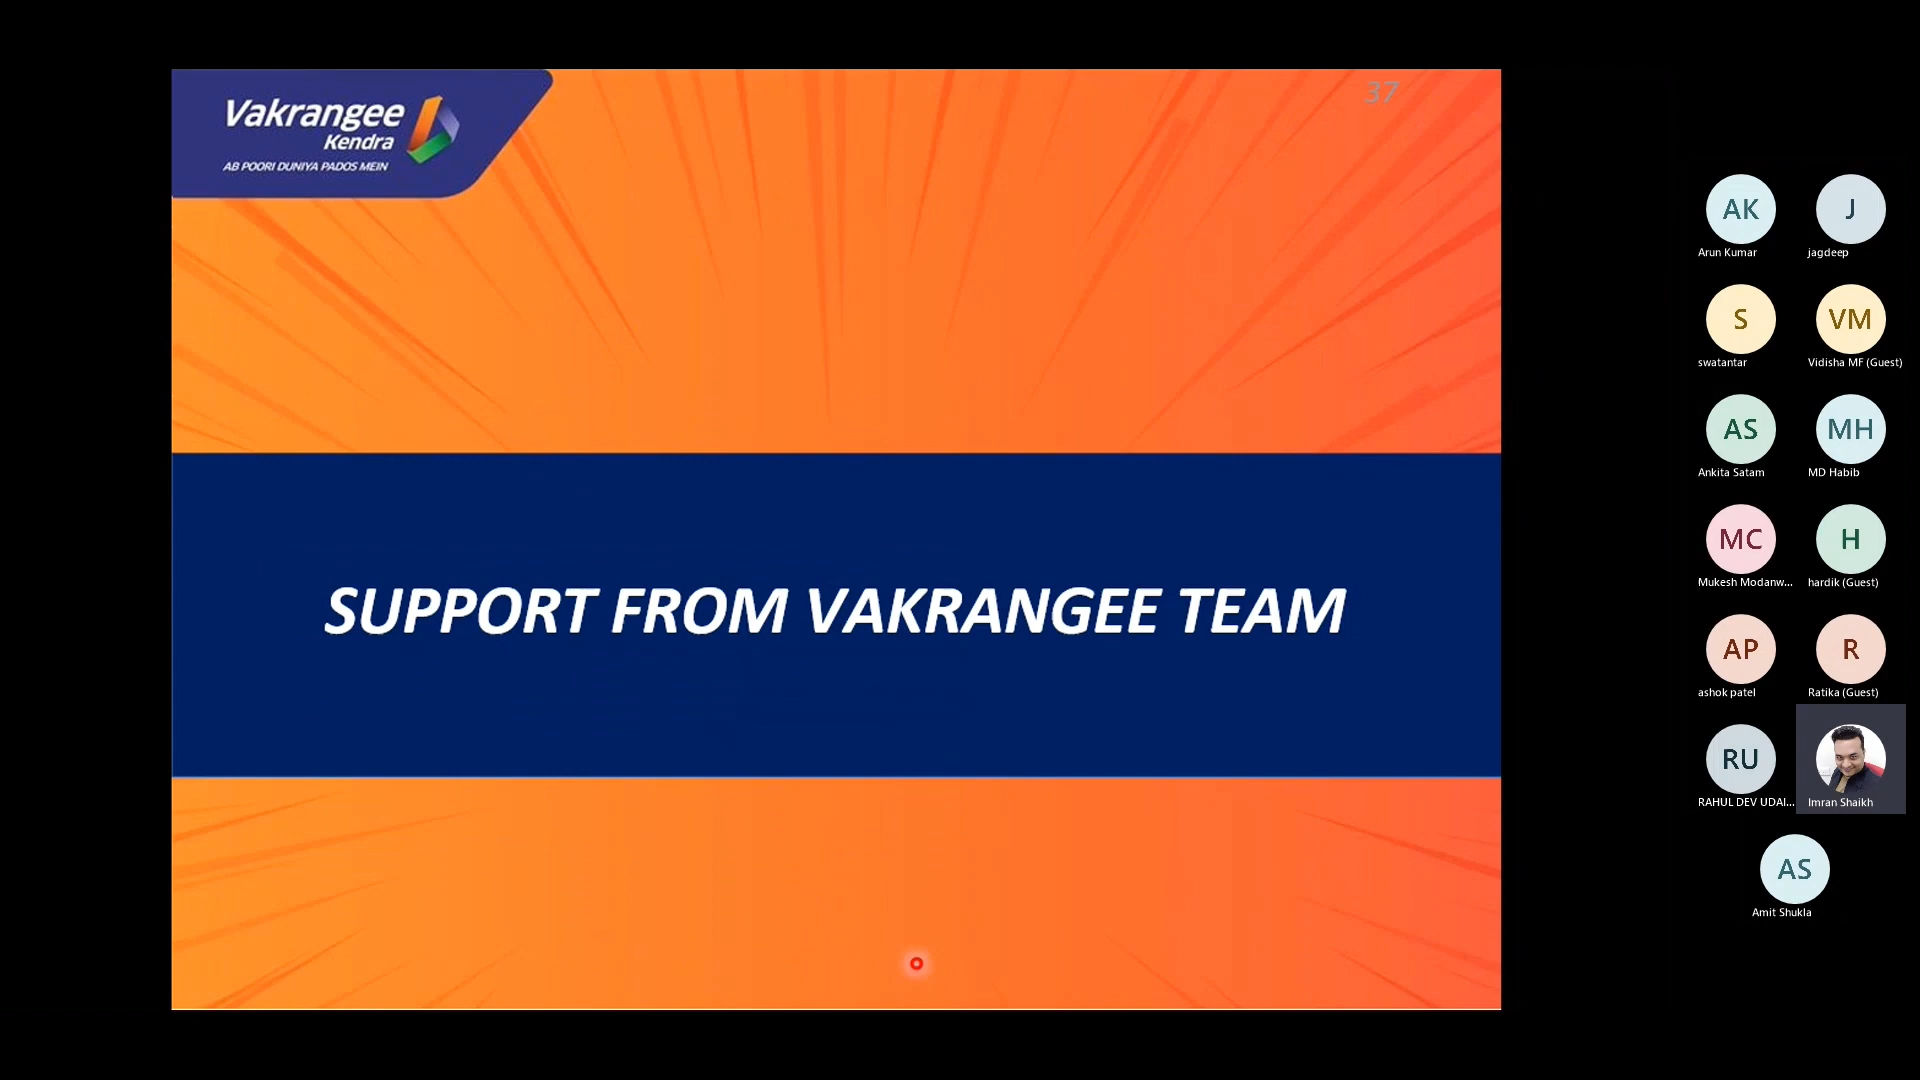 Vakrangee
Kendra
AB POORI DUNIYA PADOS MEIN
37
SUPPORT FROM VAKRANGEE TEAM
AK
Arun Kumar
J
jagdeep
S
swatantar
VM
Vidisha MF (Guest)
AS
Ankita Satam
MH
MD Habib
MC
Mukesh Modanw...
H
hardik (Guest)
AP
ashok patel
R
Ratika (Guest)
RU
RAHUL DEV UDAI...
Imran Shaikh
AS
Amit Shukla